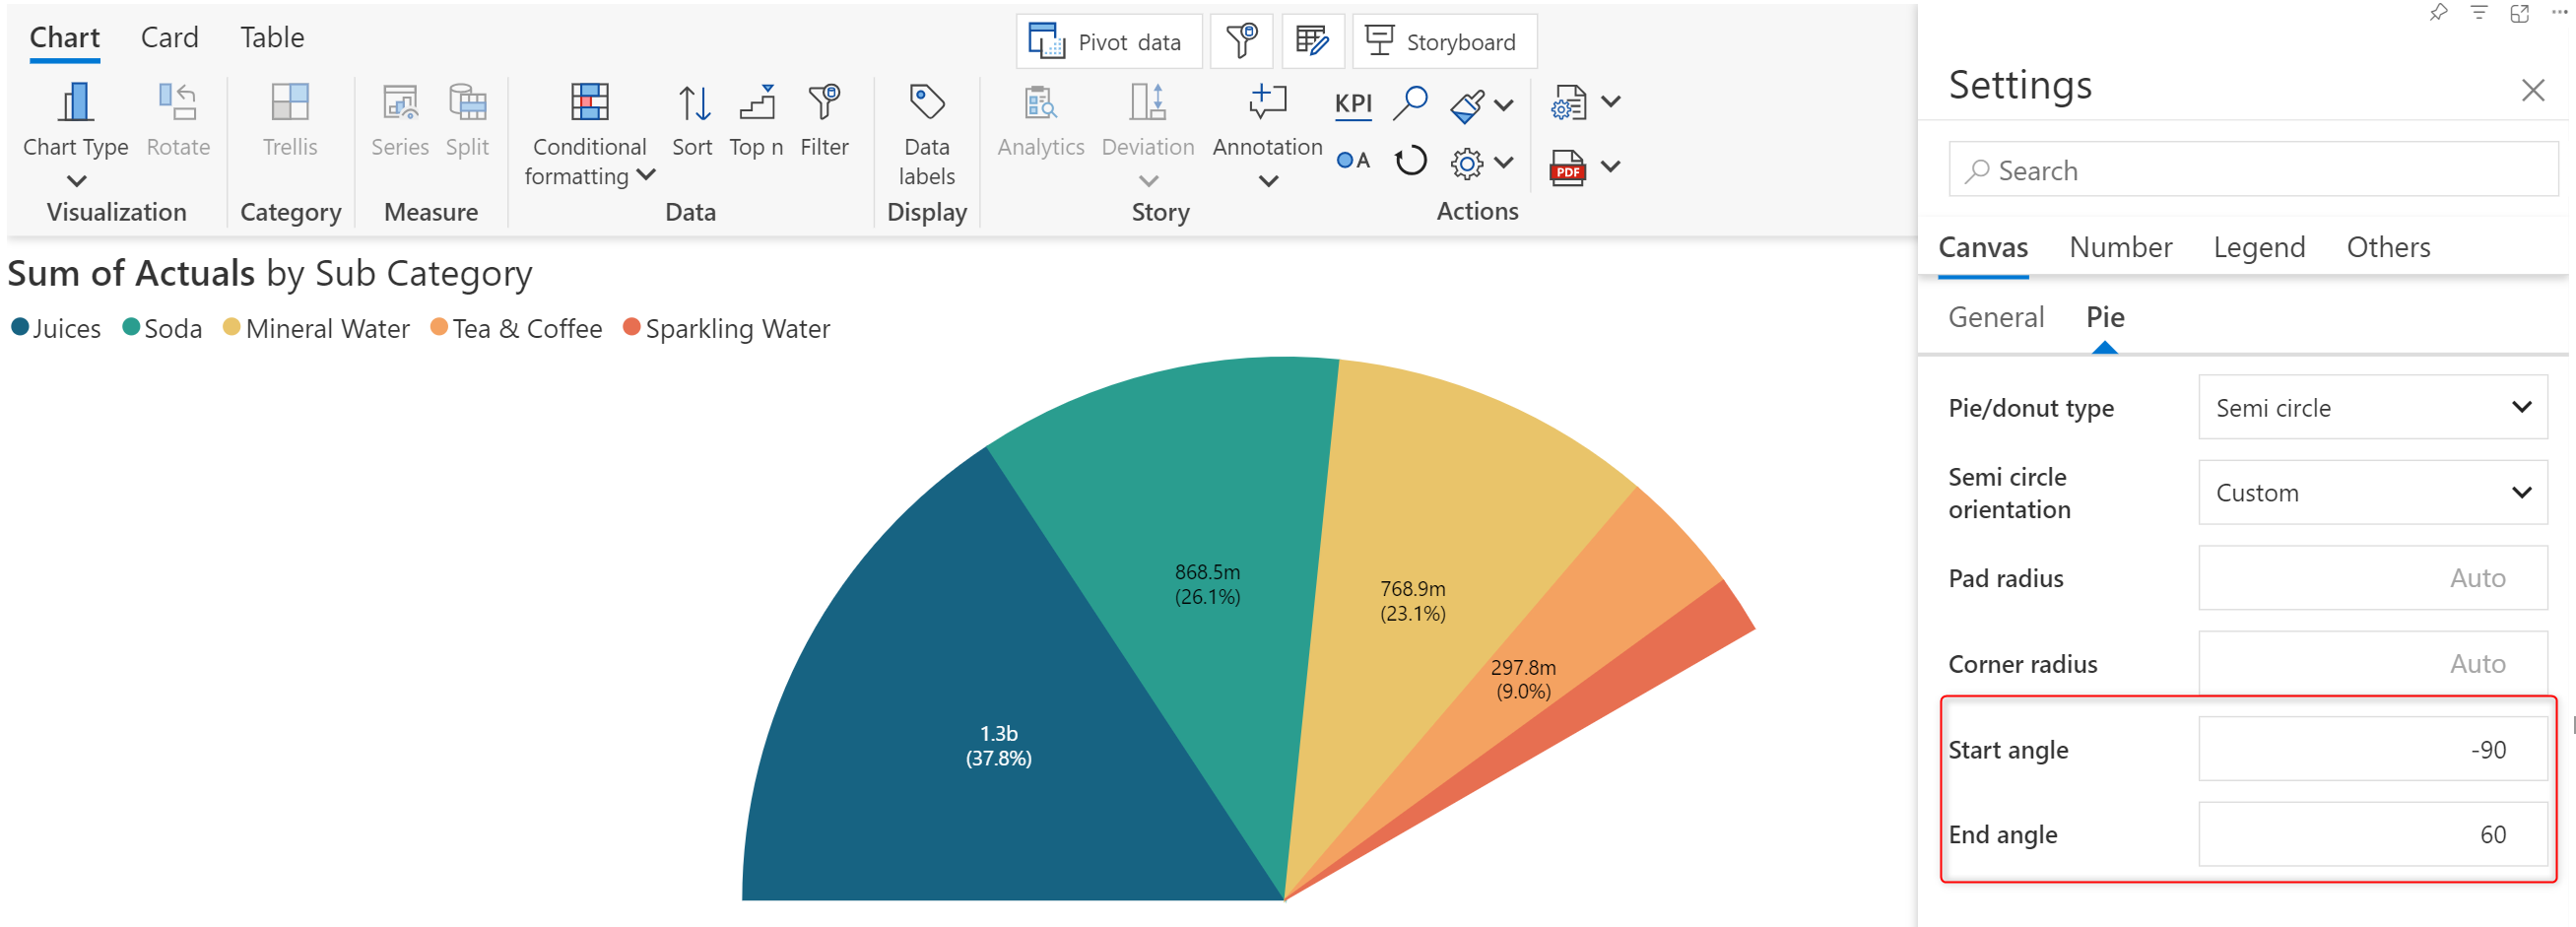 Chart Card Table
Pivot data
Storyboard
Chart Type
Rotate
Visualization
Trellis
Category
Series
Split
Measure
Conditional
formatting
Sort
Top n
Filter
Data
Data
labels
Display
Analytics
Deviation
Annotation
Story
KPI
A
Actions
PDF
Sum of Actuals by Sub Category
Juices Soda Mineral Water Tea & Coffee Sparkling Water
868.5m
(26.1%)
768.9m
(23.1%)
297.8m
(9.0%)
1.3b
(37.8%)
Settings
Search
Canvas Number Legend Others
General Pie
Pie/donut type Semi circle
Semi circle
orientation
Custom
Pad radius Auto
Corner radius Auto
Start angle -90
End angle 60